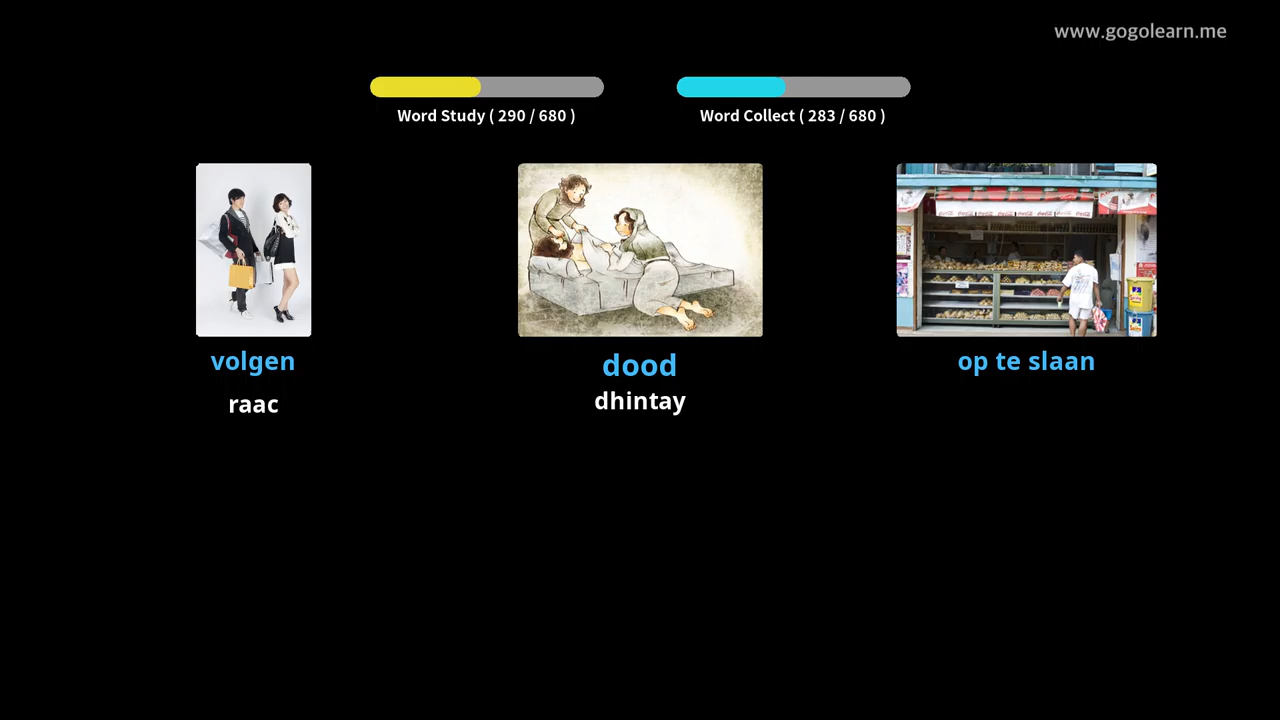 www.gogolearn.me
Word Study ( 290 / 680 )
Word Collect ( 283 / 680 )
volgen
raac
dood
dhintay
op te slaan